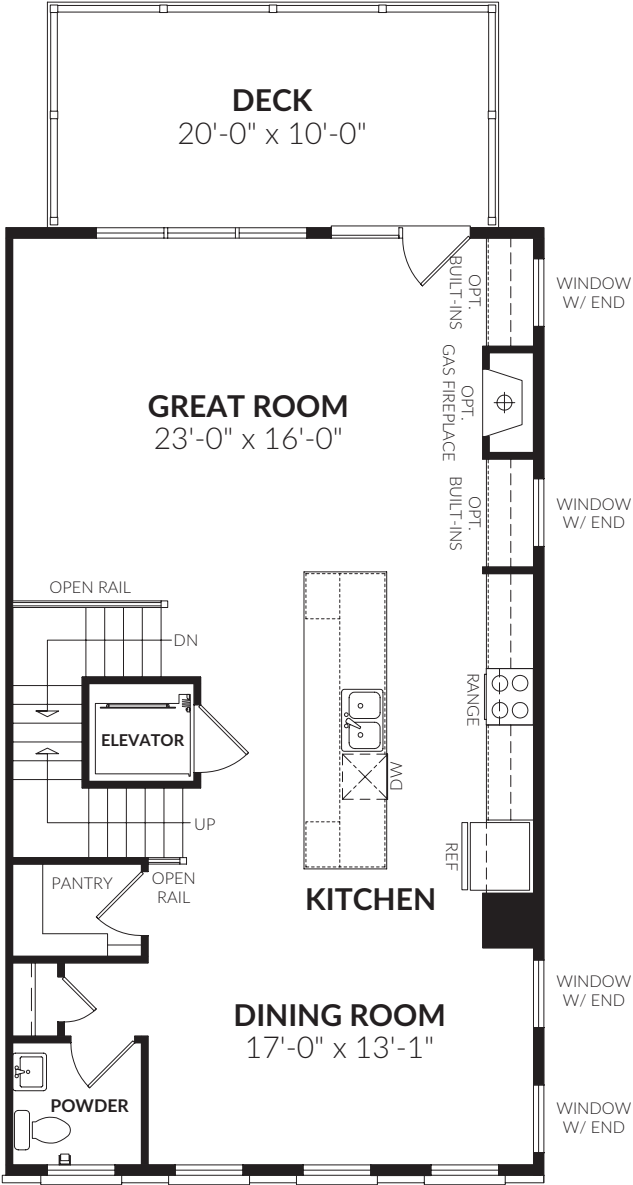 DECK
20'-0" x 10'-0"
OPT.
BUILT-INS
WINDOW
W/ END
GREAT ROOM
23'-0" x 16'-0"
OPT.
GAS FIREPLACE
OPT.
BUILT-INS
WINDOW
W/ END
OPEN RAIL
DN
ELEVATOR
RANGE
DW
UP
REF
PANTRY
OPEN
RAIL
KITCHEN
WINDOW
W/ END
DINING ROOM
17'-0" x 13'-1"
POWDER
WINDOW
W/ END